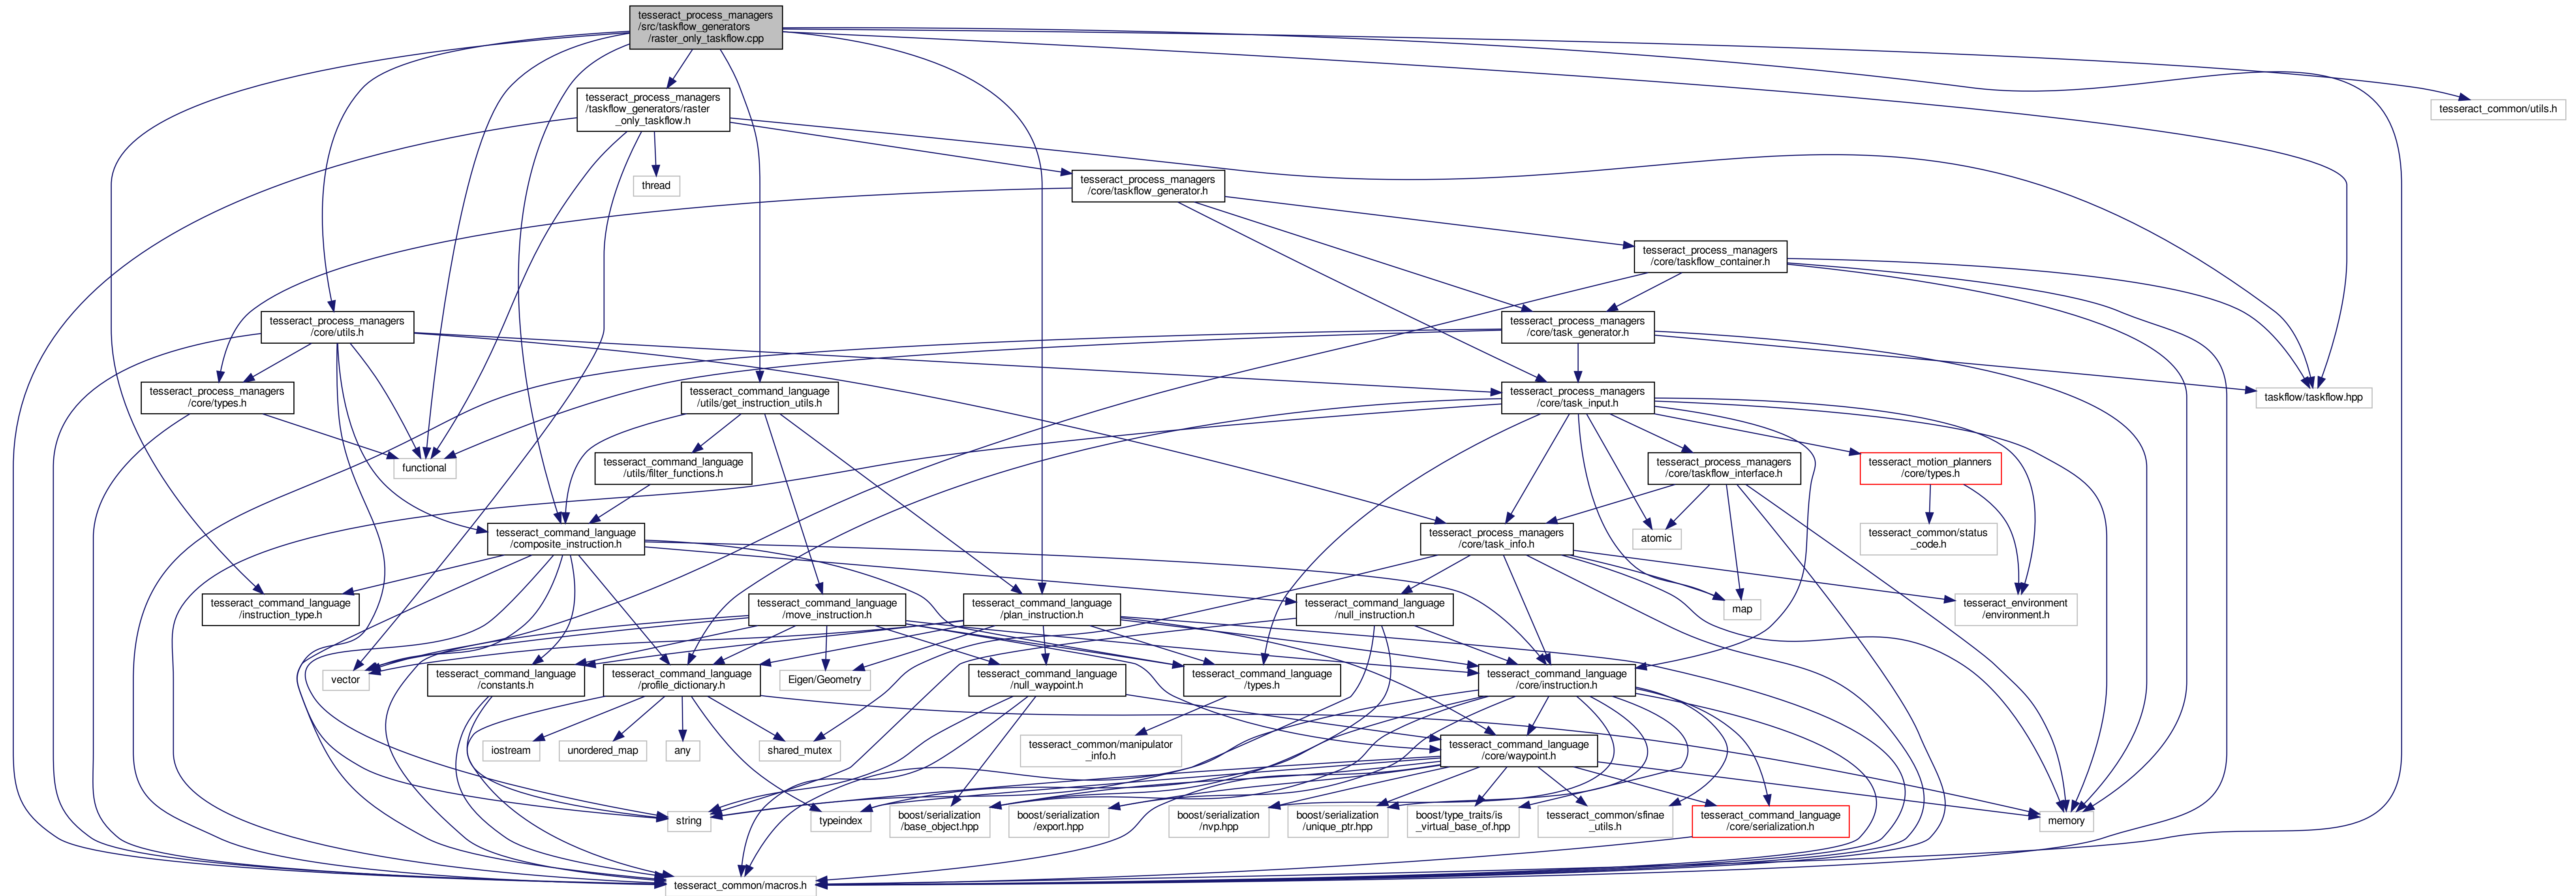 tesseract_process_managers
/src/taskflow_generators
/raster_only_taskflow.cpp
tesseract_process_managers
/taskflow_generators/raster
_only_taskflow.h
tesseract_common/utils.h
thread
tesseract_process_managers
/core/taskflow_generator.h
tesseract_process_managers
/core/taskflow_container.h
tesseract_process_managers
/core/utils.h
tesseract_process_managers
/core/task_generator.h
tesseract_process_managers
/core/types.h
tesseract_command_language
/utils/get_instruction_utils.h
tesseract_process_managers
/core/task_input.h
taskflow/taskflow.hpp
functional
tesseract_command_language
/utils/filter_functions.h
tesseract_process_managers
/core/taskflow_interface.h
tesseract_motion_planners
/core/types.h
tesseract_command_language
/composite_instruction.h
tesseract_process_managers
/core/task_info.h
atomic
tesseract_common/status
_code.h
tesseract_command_language
/instruction_type.h
tesseract_command_language
/move_instruction.h
tesseract_command_language
/plan_instruction.h
tesseract_command_language
/null_instruction.h
map
tesseract_environment
/environment.h
vector
tesseract_command_language
/constants.h
tesseract_command_language
/profile_dictionary.h
Eigen/Geometry
tesseract_command_language
/null_waypoint.h
tesseract_command_language
/types.h
tesseract_command_language
/core/instruction.h
iostream
unordered_map
any
shared_mutex
tesseract_common/manipulator
_info.h
tesseract_command_language
/core/waypoint.h
string
typeindex
boost/serialization
/base_object.hpp
boost/serialization
/export.hpp
boost/serialization
/nvp.hpp
boost/serialization
/unique_ptr.hpp
boost/type_traits/is
_virtual_base_of.hpp
tesseract_common/sfinae
_utils.h
tesseract_command_language
/core/serialization.h
memory
tesseract_common/macros.h